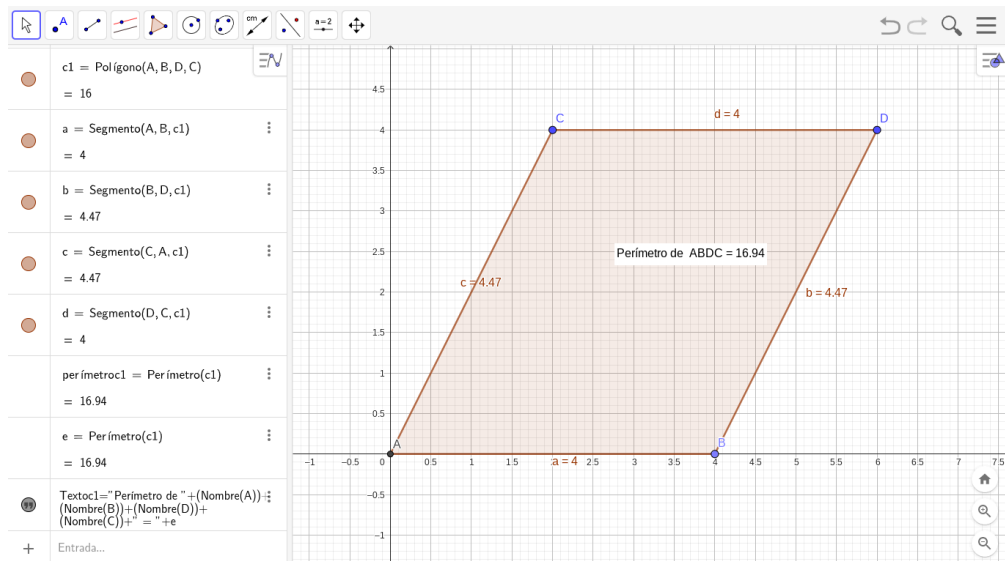 A
cm
a=2
c1 = Polígono(A, B, D, C)
= 16
a = Segmento(A, B, c1)
= 4
b = Segmento(B, D, c1)
= 4.47
c = Segmento(C, A, c1)
= 4.47
d = Segmento(D, C, c1)
= 4
perímetroc1 = Perímetro(c1)
= 16.94
e = Perímetro(c1)
= 16.94
Textoc1="Perímetro de "+(Nombre(A))+
(Nombre(B))+(Nombre(D))+
(Nombre(C))+" = "+e
Entrada...
4.5
4
3.5
3
2.5
2
1.5
1
0.5
−0.5
−1
C
d = 4
D
Perímetro de ABDC = 16.94
c = 4.47
b = 4.47
A
B
−1 −0.5 0 0.5 1 1.5 a = 4 2.5 3 3.5 4 4.5 5 5.5 6 6.5 7 7.5